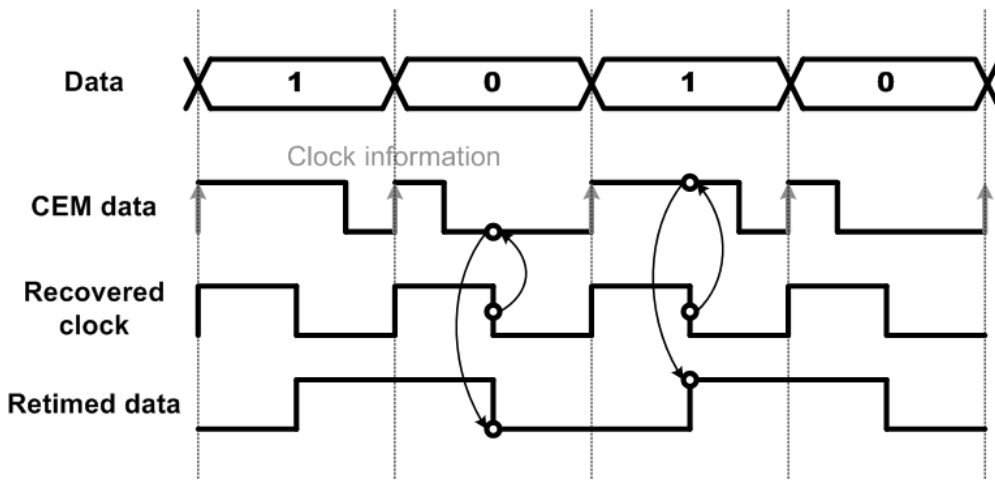 Data
1 0 1 0
Clock information
CEM data
Recovered
clock
Retimed data